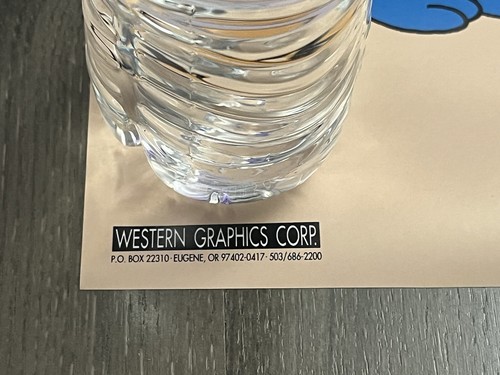 WESTERN GRAPHICS CORP.
P.O. BOX 22310 · EUGENE, OR 97402-0417 · 503/686-2200